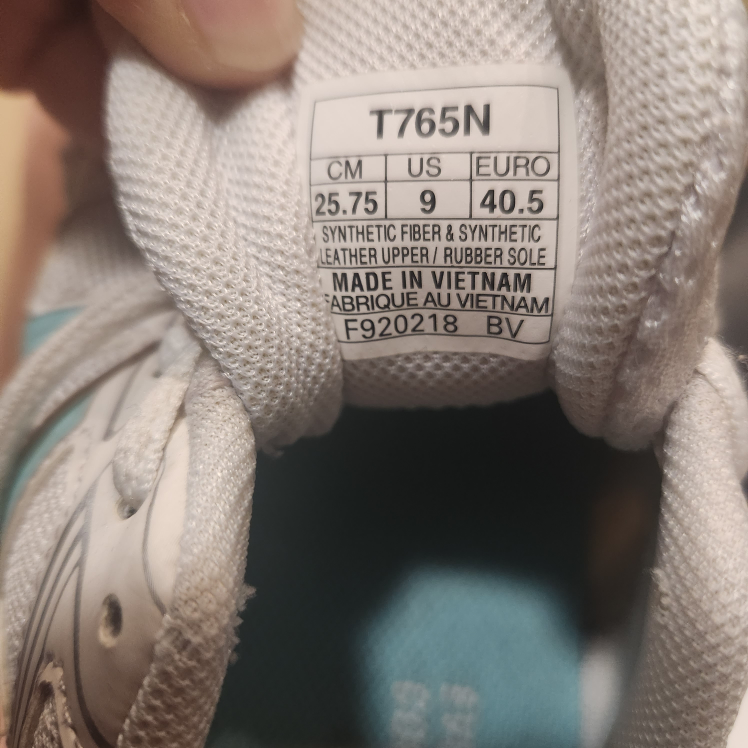 T765N
CM US EURO
25.75 9 40.5
SYNTHETIC FIBER & SYNTHETIC
LEATHER UPPER / RUBBER SOLE
MADE IN VIETNAM
FABRIQUE AU VIETNAM
F920218 BV